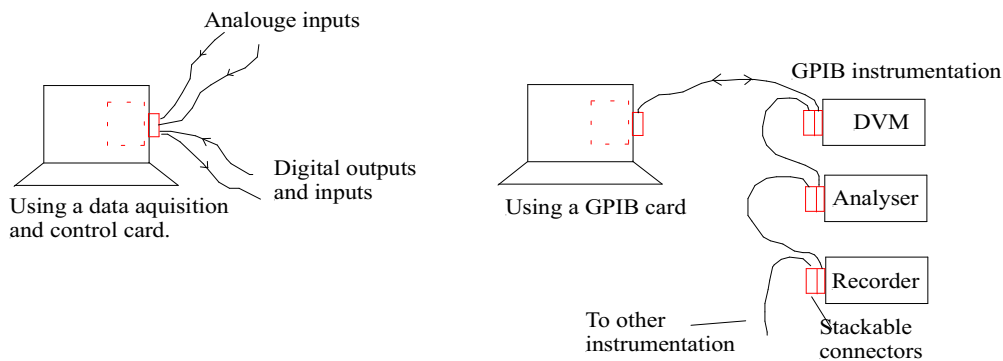 Analouge inputs
Digital outputs
and inputs
Using a data aquisition
and control card.
GPIB instrumentation
DVM
Analyser
Using a GPIB card
Recorder
To other
instrumentation
Stackable
connectors